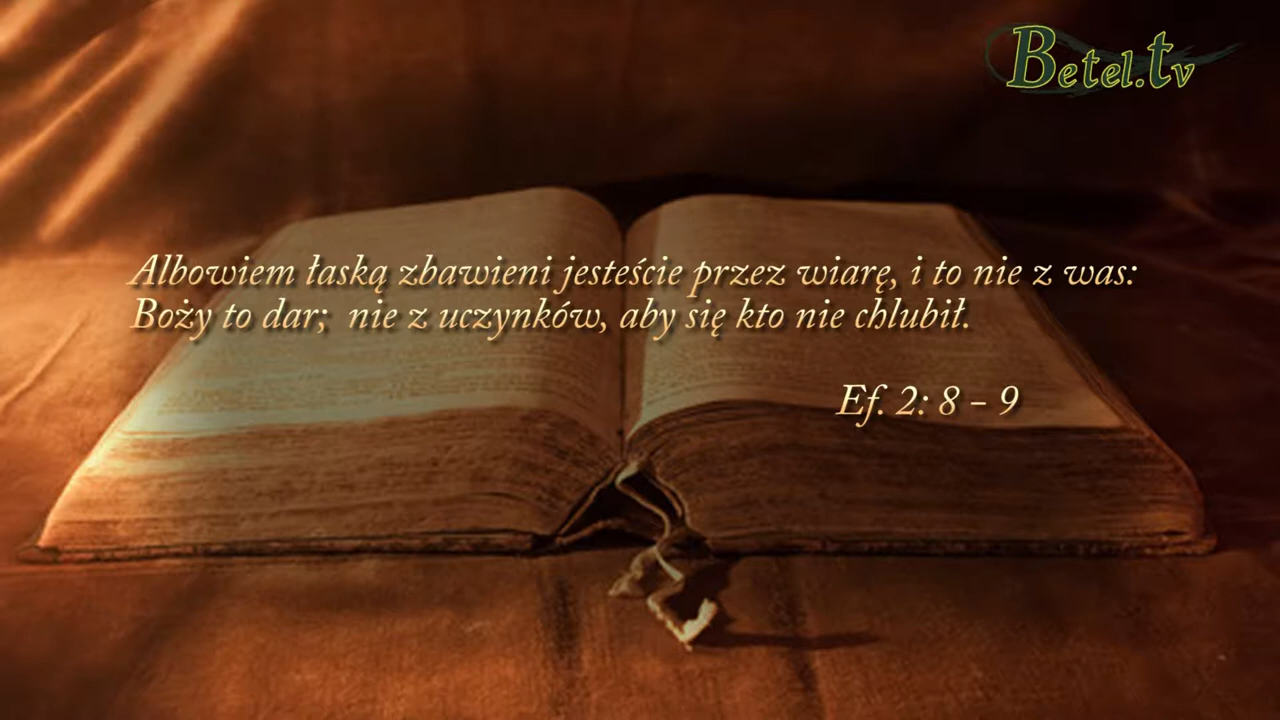 Betel.tv
Albowiem łaską zbawieni jesteście przez wiarę, i to nie z was:
Boży to dar; nie z uczynków, aby się kto nie chlubił.
Ef. 2: 8 – 9